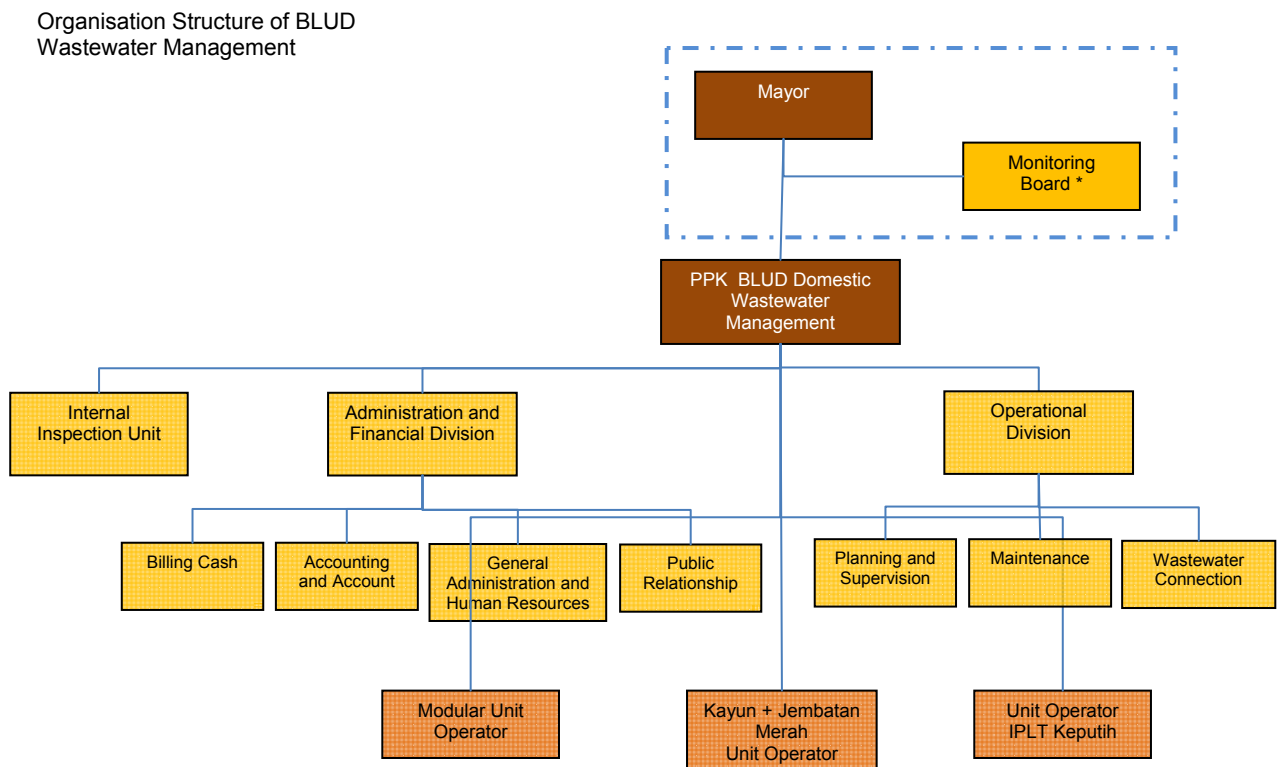 Organisation Structure of BLUD
Wastewater Management
Mayor
Monitoring
Board *
PPK BLUD Domestic
Wastewater
Management
Internal
Inspection Unit
Administration and
Financial Division
Operational
Division
Billing Cash
Accounting
and Account
General
Administration and
Human Resources
Public
Relationship
Planning and
Supervision
Maintenance
Wastewater
Connection
Modular Unit
Operator
Kayun + Jembatan
Merah
Unit Operator
Unit Operator
IPLT Keputih